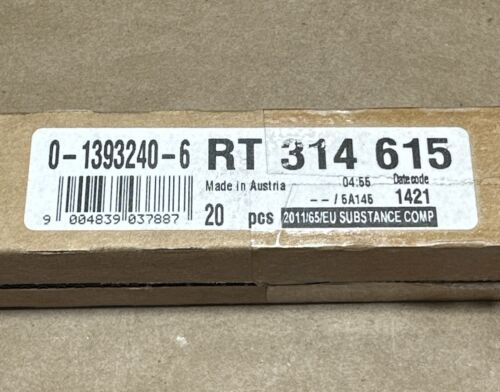 0-1393240-6 RT 314 615
Made in Austria 04:55 Datecode
--/5A145 1421
9 004839 037887 20 pcs 2011/65/EU SUBSTANCE COMP